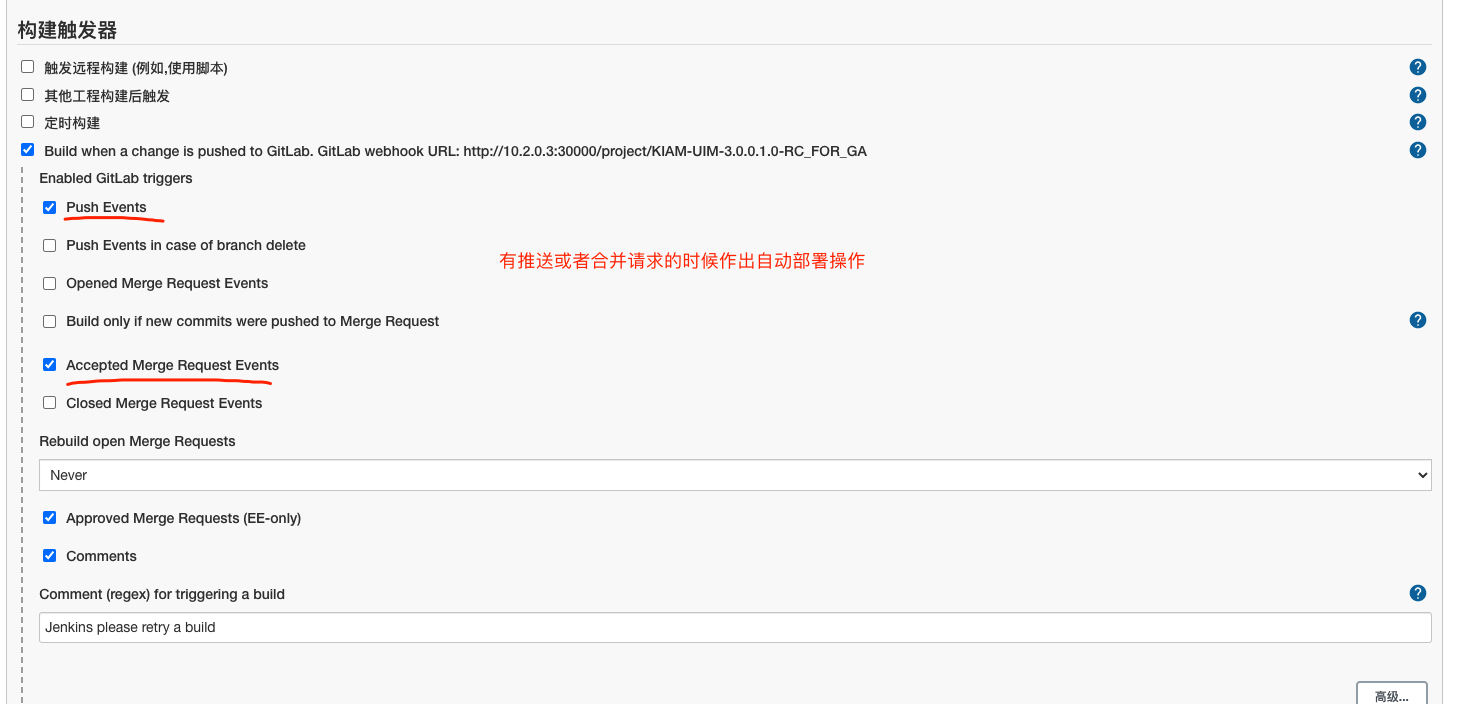 构建触发器
触发远程构建 (例如,使用脚本)
?
其他工程构建后触发
?
定时构建
?
Build when a change is pushed to GitLab. GitLab webhook URL: http://10.2.0.3:30000/project/KIAM-UIM-3.0.0.1.0-RC_FOR_GA
?
Enabled GitLab triggers
Push Events
Push Events in case of branch delete
有推送或者合并请求的时候作出自动部署操作
Opened Merge Request Events
Build only if new commits were pushed to Merge Request
?
Accepted Merge Request Events
Closed Merge Request Events
Rebuild open Merge Requests
Never
Approved Merge Requests (EE-only)
Comments
Comment (regex) for triggering a build
?
Jenkins please retry a build
高级...